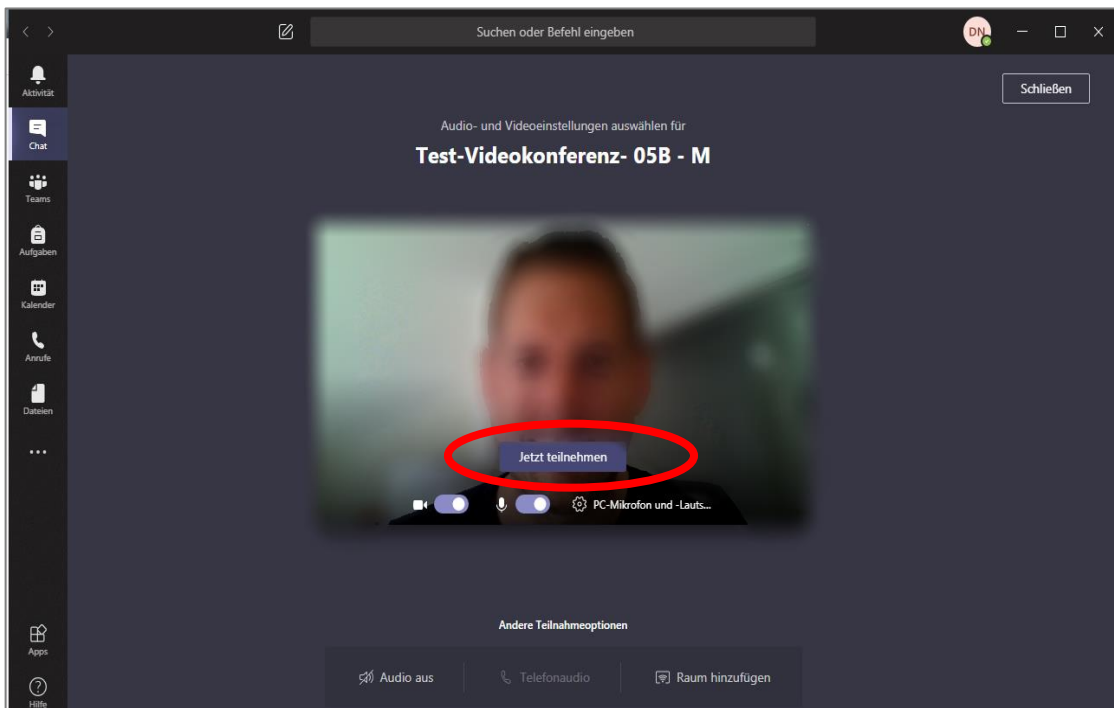 Suchen oder Befehl eingeben
DN
Aktivität
Chat
Teams
Aufgaben
Kalender
Anrufe
Dateien
Apps
Hilfe
Schließen
Audio- und Videoeinstellungen auswählen für
Test-Videokonferenz- 05B - M
Jetzt teilnehmen
PC-Mikrofon und -Lauts...
Andere Teilnahmeoptionen
Audio aus
Telefonaudio
Raum hinzufügen